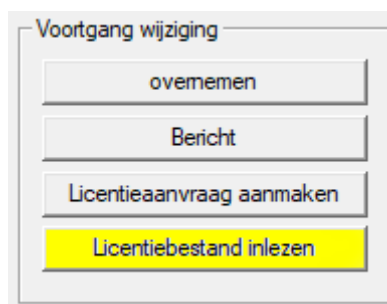 Voortgang wijziging
overnemen
Bericht
Licentieaanvraag aanmaken
Licentiebestand inlezen